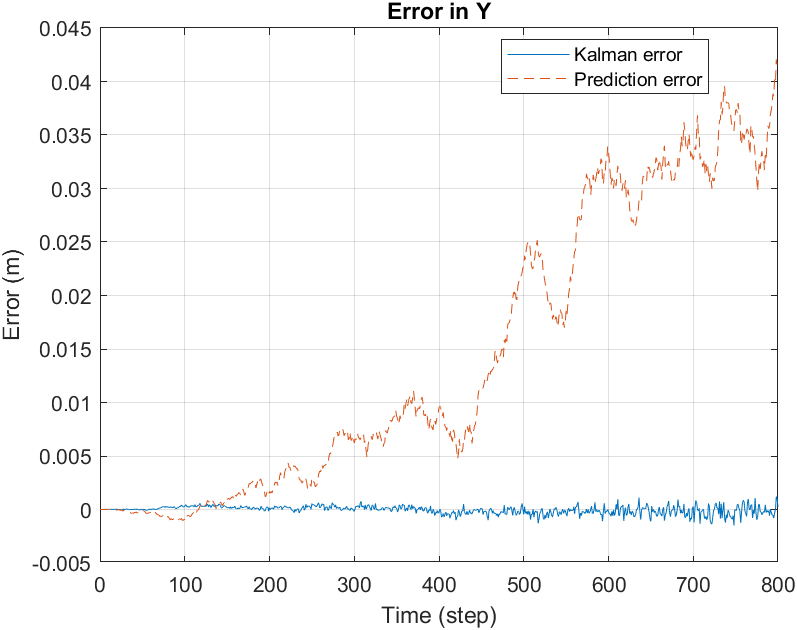 Error in Y
Kalman error
Prediction error
0.045
0.04
0.035
0.03
0.025
0.02
0.015
0.01
0.005
0
-0.005
Error (m)
0 100 200 300 400 500 600 700 800
Time (step)